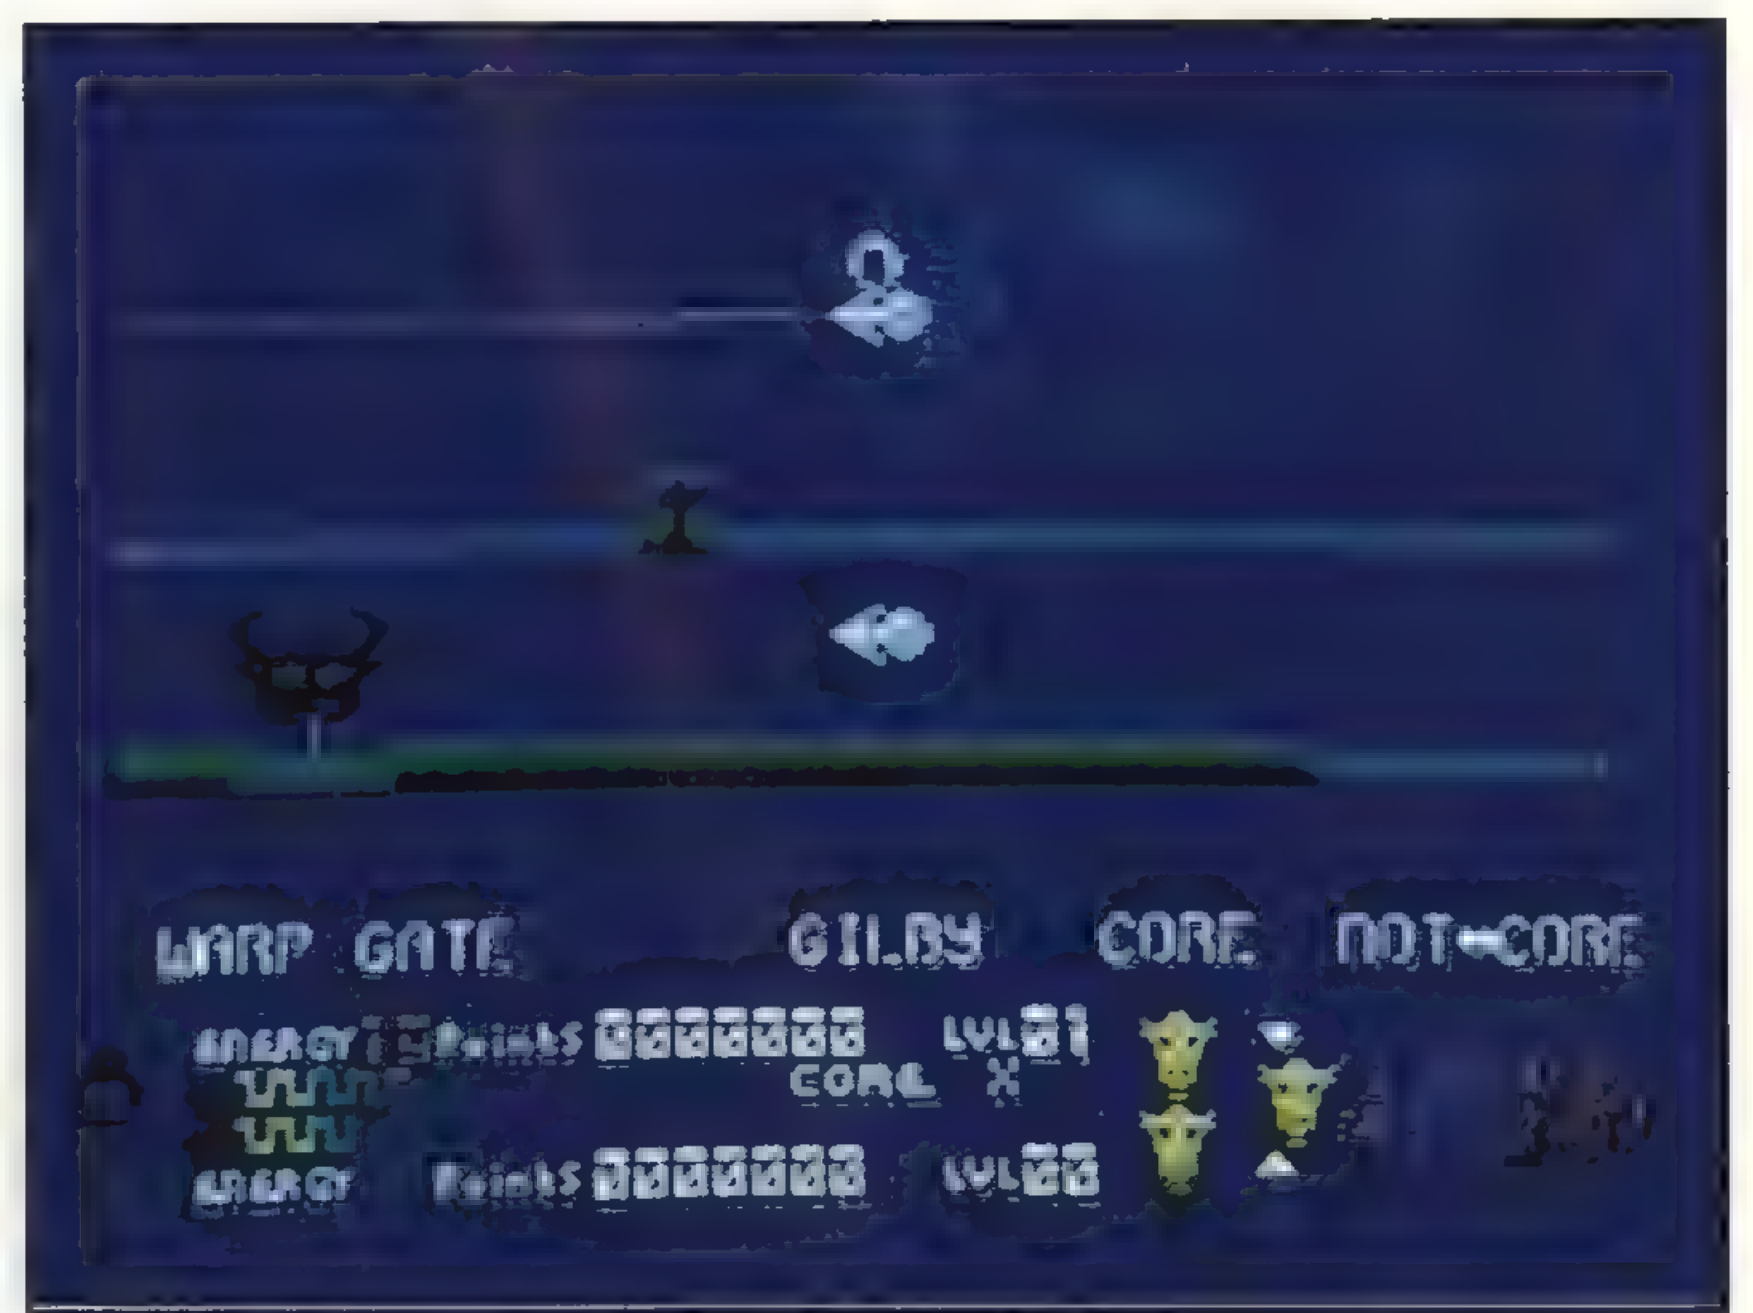 WARP GATE GILBY CORE NOT-CORE
ENERGY Points 0000000 LVL01
CORE X
ENERGY Points 0000000 LVL00